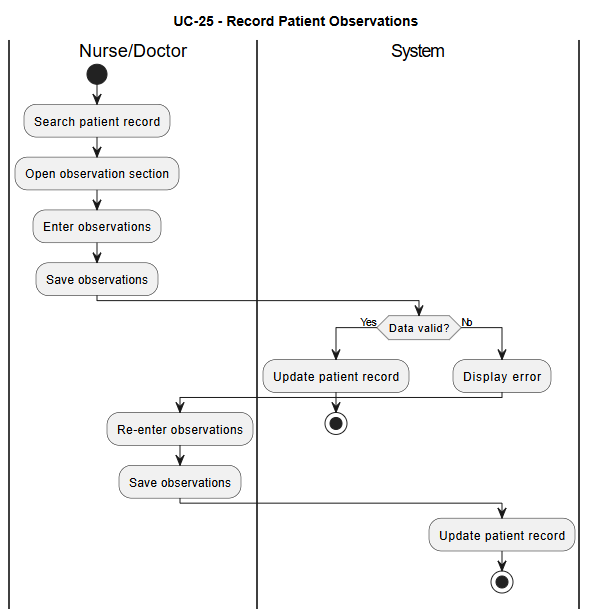 UC-25 - Record Patient Observations
Nurse/Doctor
System
Search patient record
Open observation section
Enter observations
Save observations
Data valid?
Yes
No
Update patient record
Display error
Re-enter observations
Save observations
Update patient record